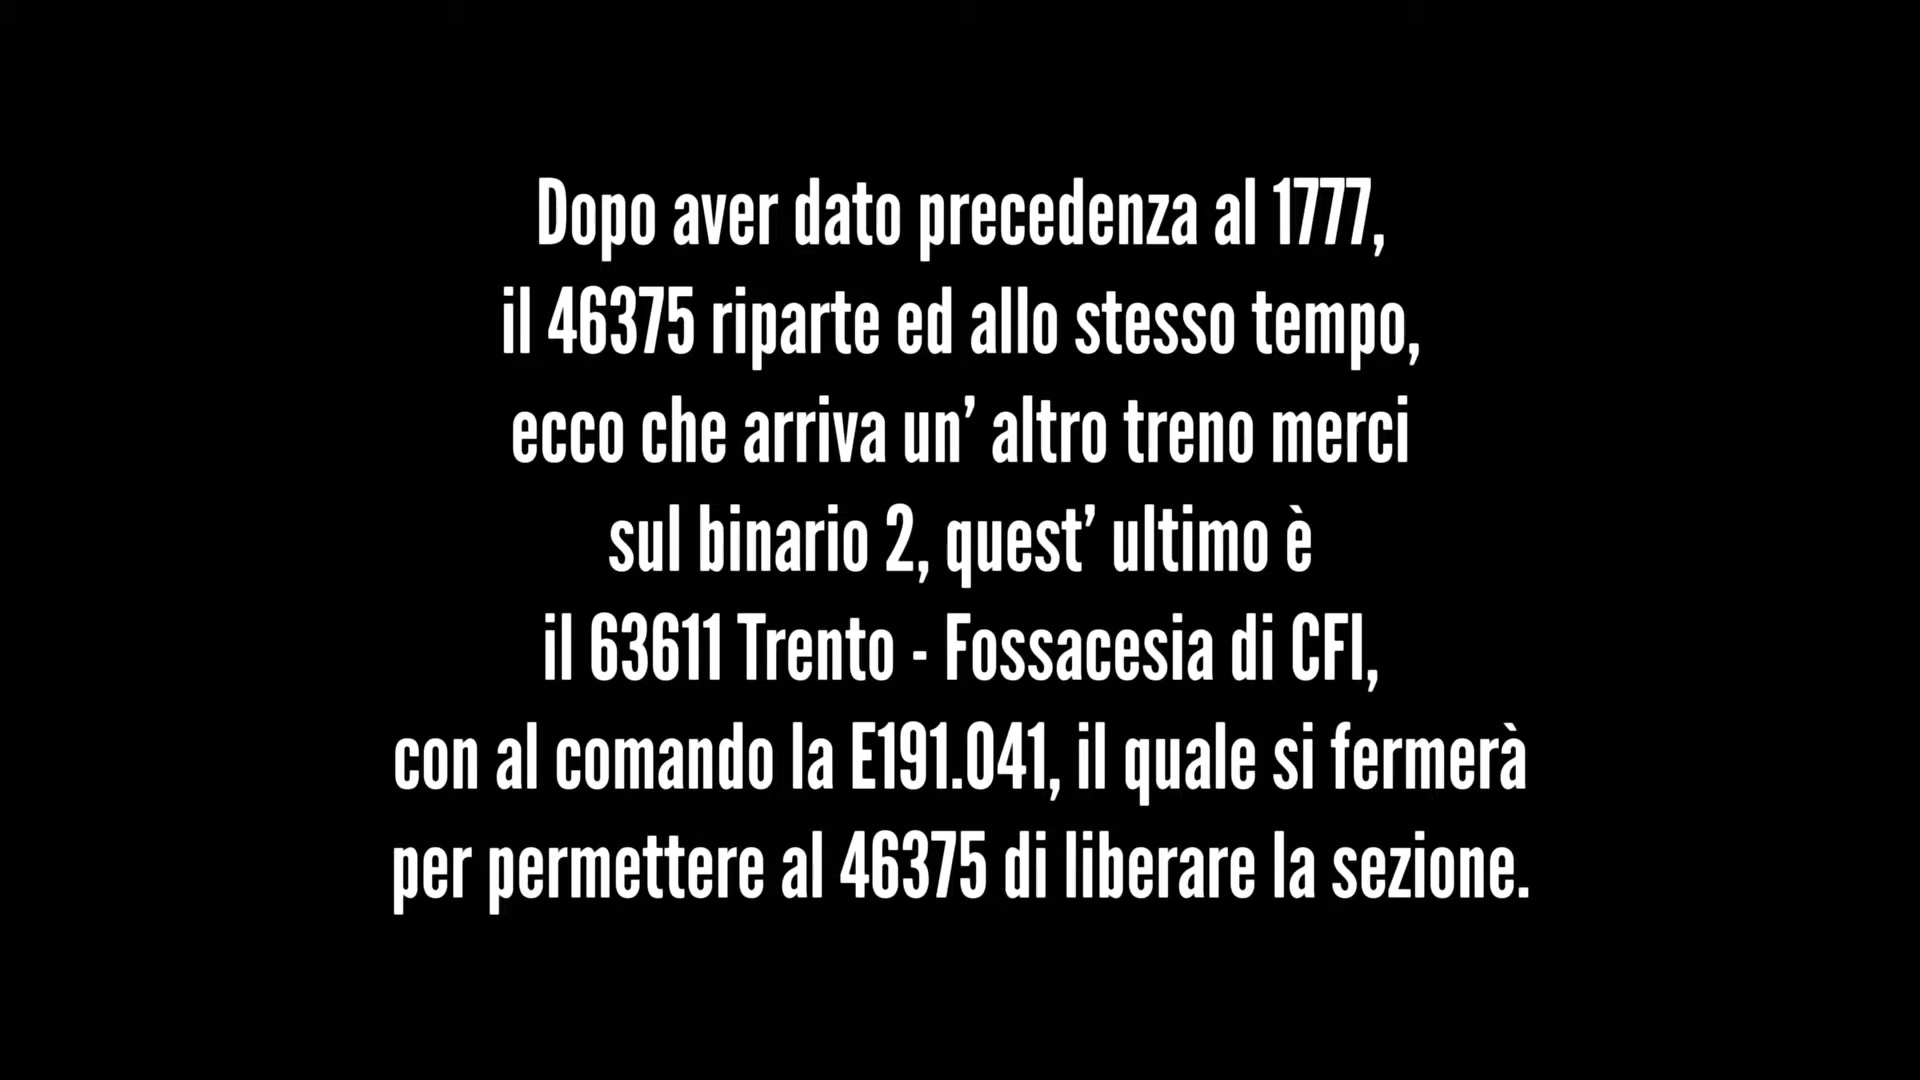 Dopo aver dato precedenza al 1777,
il 46375 riparte ed allo stesso tempo,
ecco che arriva un’ altro treno merci
sul binario 2, quest’ ultimo è
il 63611 Trento - Fossacesia di CFI,
con al comando la E191.041, il quale si fermerà
per permettere al 46375 di liberare la sezione.